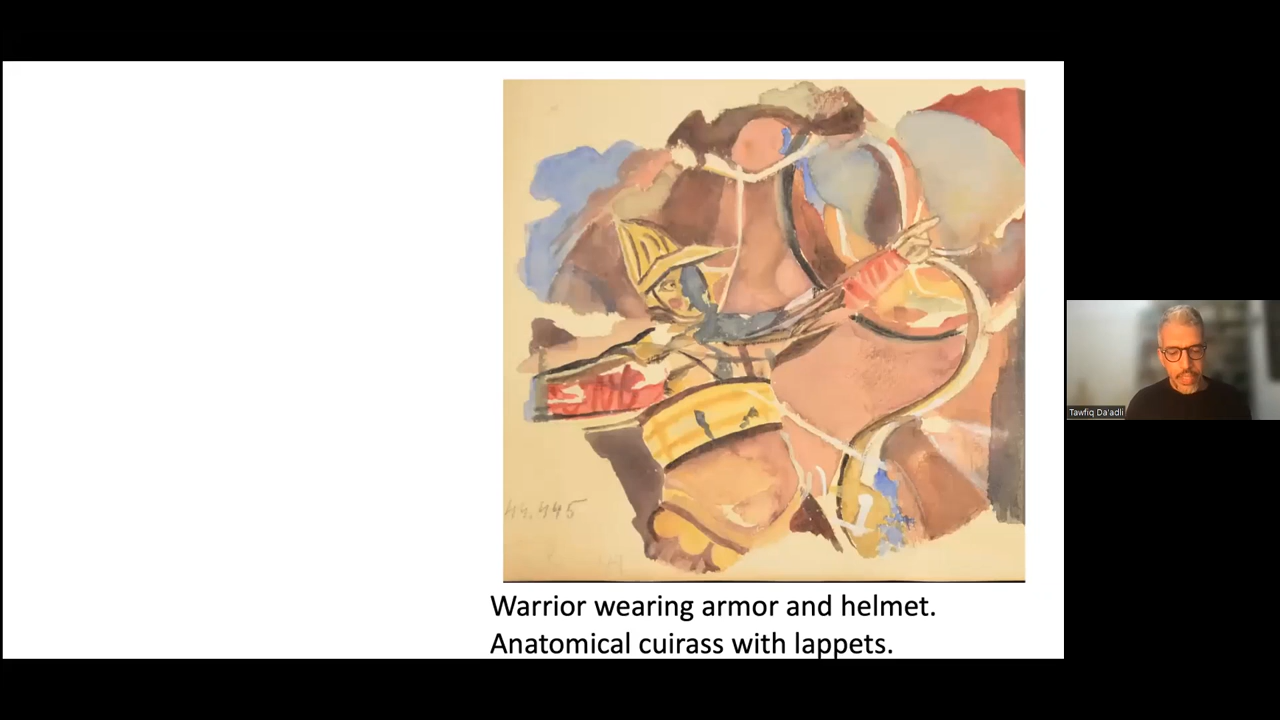 44.445
Warrior wearing armor and helmet.
Anatomical cuirass with lappets.
Tawfiq Da'adli